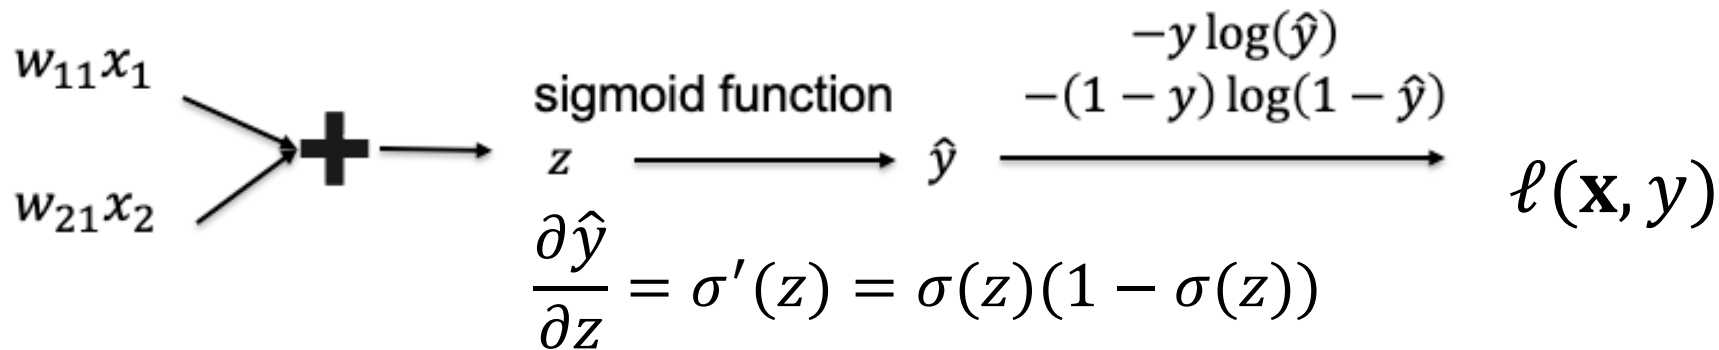 w₁₁x₁
w₂₁x₂
+
sigmoid function
z
ŷ
−y log(ŷ)
−(1 − y) log(1 − ŷ)
ℓ(𝐱, y)
∂ŷ/∂z = σ′(z) = σ(z)(1 − σ(z))